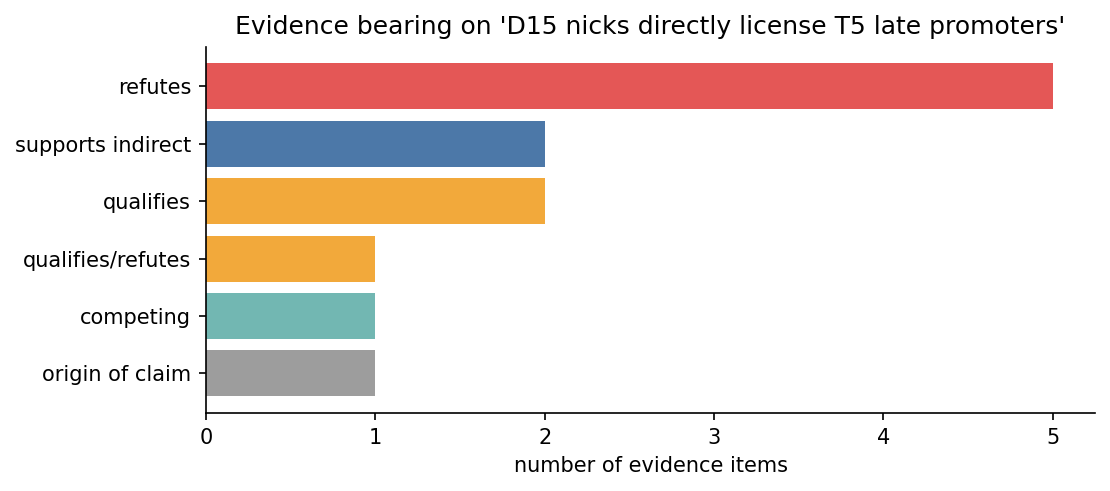 Evidence bearing on 'D15 nicks directly license T5 late promoters'
refutes
supports indirect
qualifies
qualifies/refutes
competing
origin of claim
0 1 2 3 4 5
number of evidence items